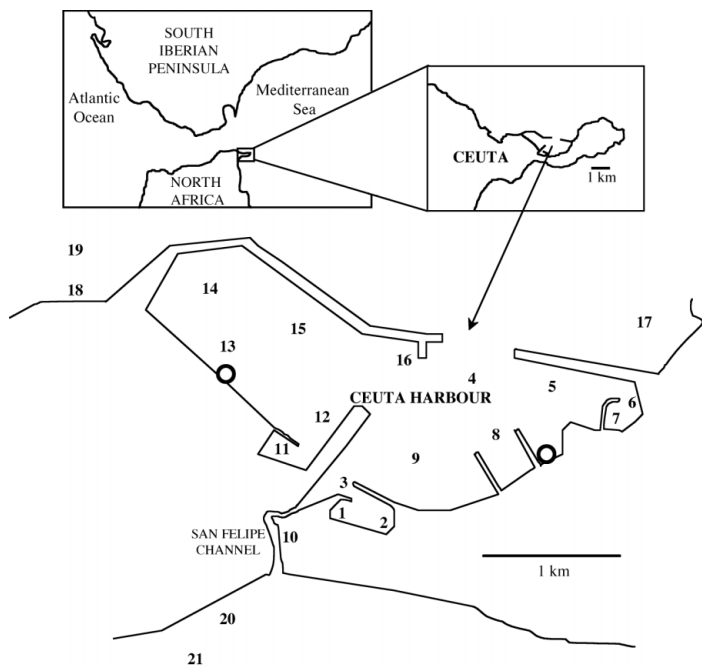 SOUTH
IBERIAN
PENINSULA
Atlantic
Ocean
Mediterranean
Sea
NORTH
AFRICA
CEUTA
1 km
19
18
14
15
13
16
17
4
5
6
7
CEUTA HARBOUR
12
11
8
9
3
1
2
SAN FELIPE
CHANNEL
10
1 km
20
21